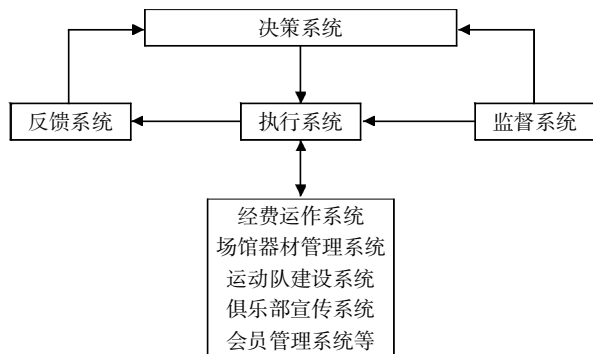 决策系统
反馈系统
执行系统
监督系统
经费运作系统
场馆器材管理系统
运动队建设系统
俱乐部宣传系统
会员管理系统等